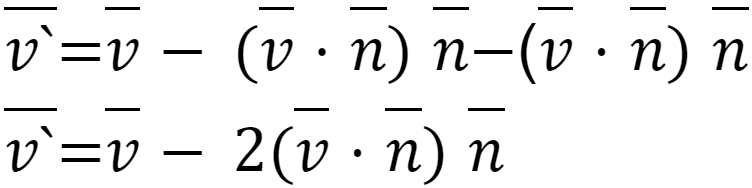 v̅`=v̅ − (v̅ · n̅) n̅−(v̅ · n̅) n̅
v̅`=v̅ − 2(v̅ · n̅) n̅